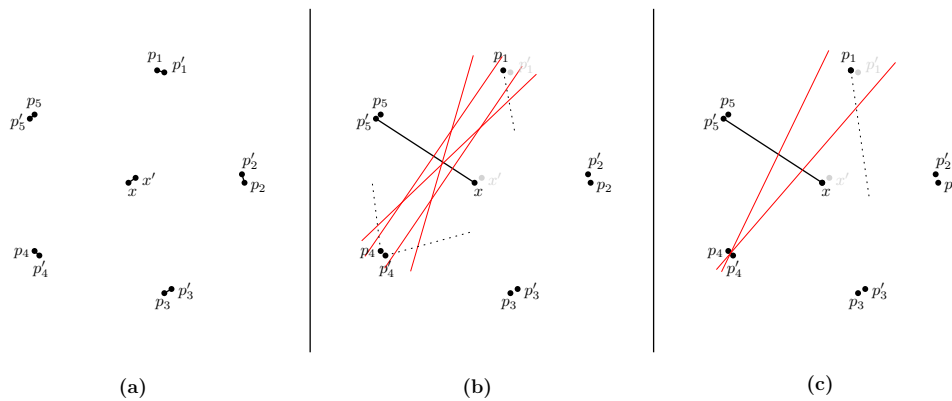 p₁ p′₁
p₅
p′₅
p′₂
x′
x
p₂
p₄
p′₄
p′₃
p₃
(a)
p₁ p′₁
p₅
p′₅
p′₂
x′
x
p₂
p₄
p′₄
p′₃
p₃
(b)
p₁ p′₁
p₅
p′₅
p′₂
x′
x
p
p₄
p′₄
p′₃
p₃
(c)